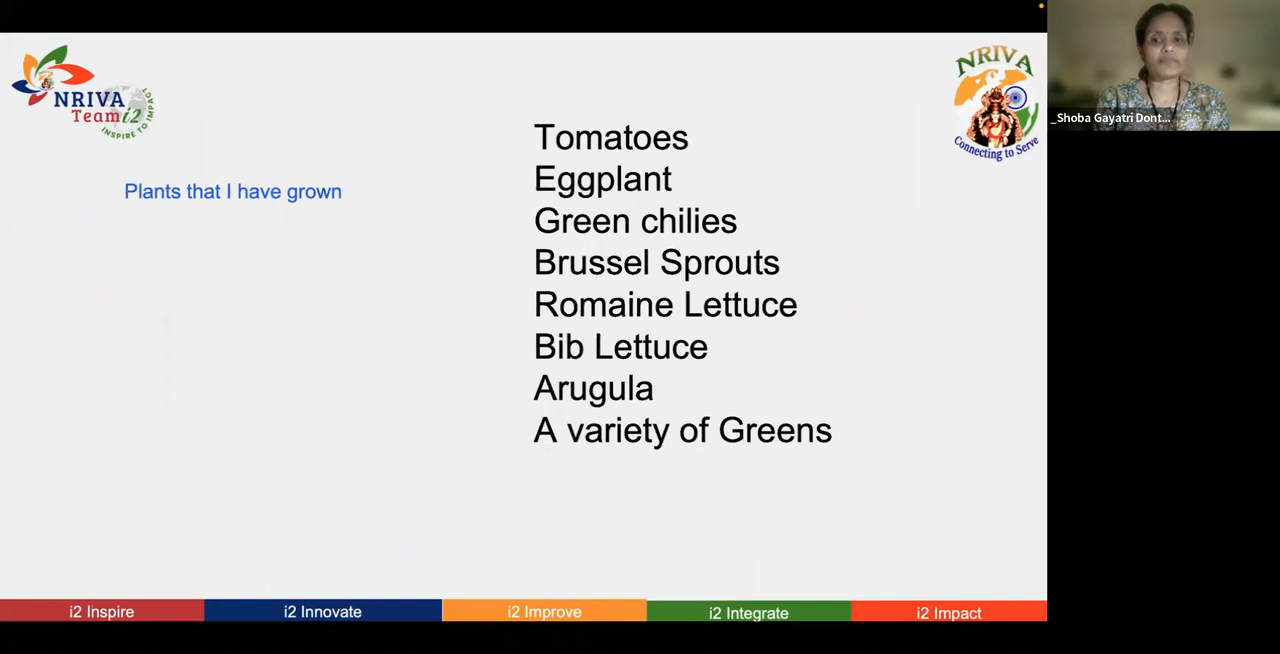 NRIVA
Team i2
INSPIRE TO IMPACT
Plants that I have grown
Tomatoes
Eggplant
Green chilies
Brussel Sprouts
Romaine Lettuce
Bib Lettuce
Arugula
A variety of Greens
NRIVA
Connecting to Serve
_Shoba Gayatri Dont...
i2 Inspire
i2 Innovate
i2 Improve
i2 Integrate
i2 Impact